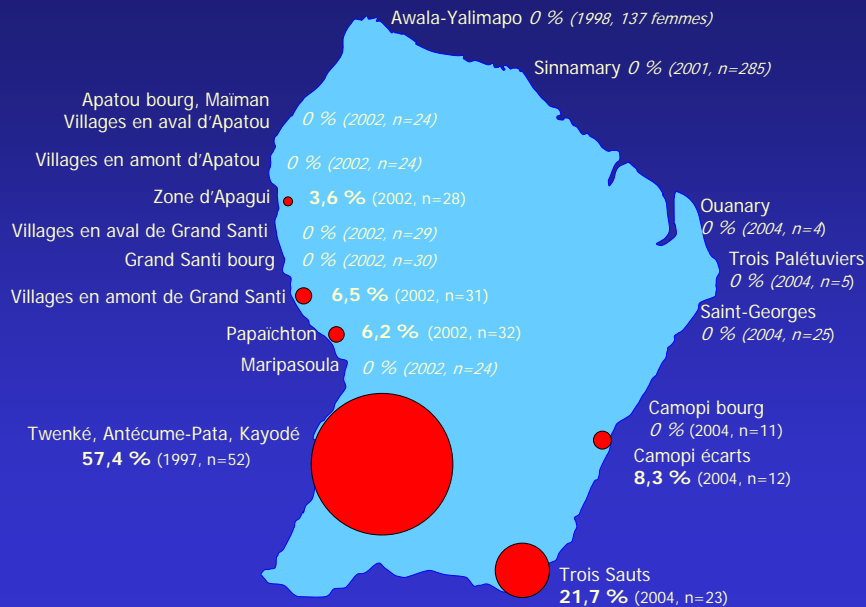 Awala-Yalimapo 0 % (1998, 137 femmes)
Sinnamary 0 % (2001, n=285)
Apatou bourg, Maïman
Villages en aval d'Apatou 0 % (2002, n=24)
Villages en amont d'Apatou 0 % (2002, n=24)
Zone d'Apagui 3,6 % (2002, n=28)
Villages en aval de Grand Santi 0 % (2002, n=29)
Grand Santi bourg 0 % (2002, n=30)
Villages en amont de Grand Santi 6,5 % (2002, n=31)
Papaïchton 6,2 % (2002, n=32)
Maripasoula 0 % (2002, n=24)
Twenké, Antécume-Pata, Kayodé
57,4 % (1997, n=52)
Ouanary
0 % (2004, n=4)
Trois Palétuviers
0 % (2004, n=5)
Saint-Georges
0 % (2004, n=25)
Camopi bourg
0 % (2004, n=11)
Camopi écarts
8,3 % (2004, n=12)
Trois Sauts
21,7 % (2004, n=23)